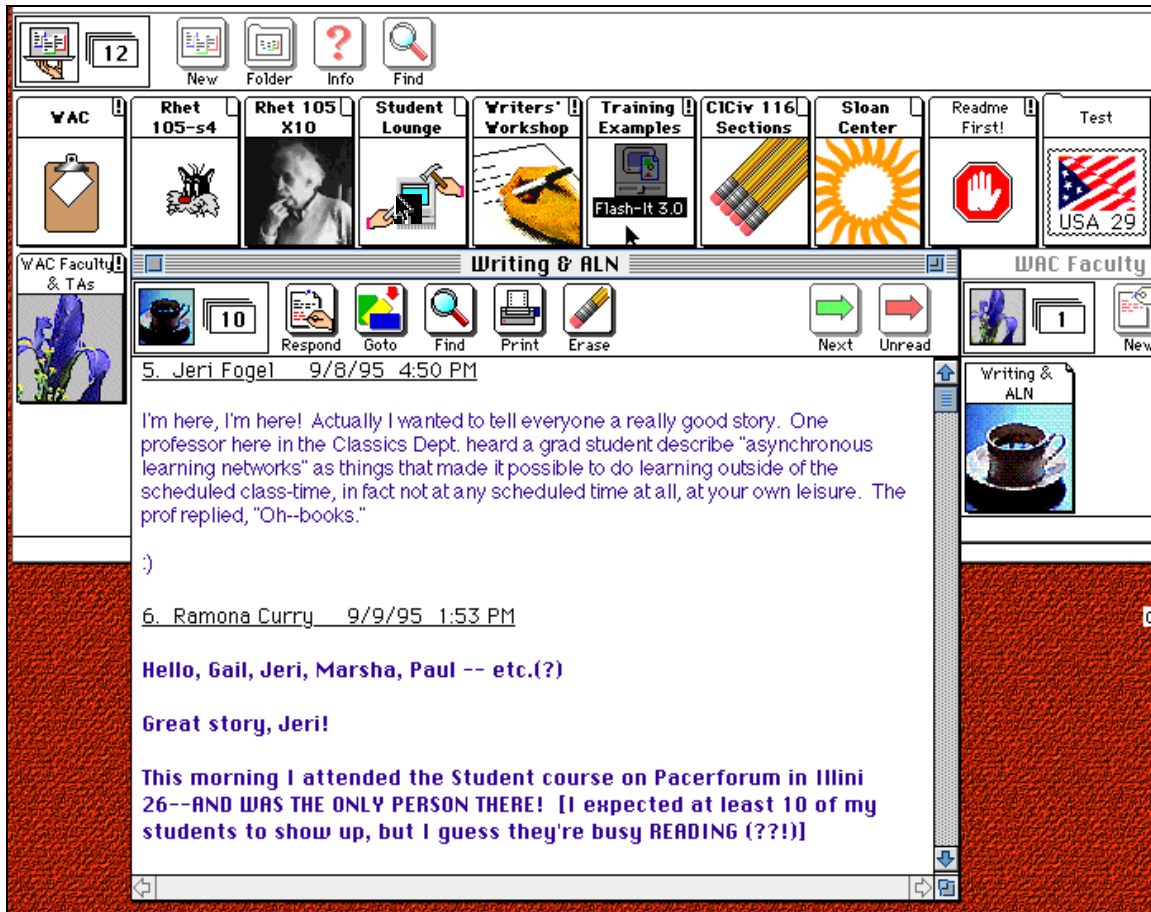 12
New Folder Info Find
WAC !
Rhet 105-s4
Rhet 105 X10
Student Lounge
Writers' Workshop !
Training Examples !
ClCiv 116 Sections
Sloan Center
Readme First! !
Test
Flash-It 3.0
USA 29
WAC Faculty & TAs !
Writing & ALN
10
Respond Goto Find Print Erase Next Unread
5. Jeri Fogel 9/8/95 4:50 PM
I'm here, I'm here! Actually I wanted to tell everyone a really good story. One
professor here in the Classics Dept. heard a grad student describe "asynchronous
learning networks" as things that made it possible to do learning outside of the
scheduled class-time, in fact not at any scheduled time at all, at your own leisure. The
prof replied, "Oh--books."
:)
6. Ramona Curry 9/9/95 1:53 PM
Hello, Gail, Jeri, Marsha, Paul -- etc.(?)
Great story, Jeri!
This morning I attended the Student course on Pacerforum in Illini
26--AND WAS THE ONLY PERSON THERE! [I expected at least 10 of my
students to show up, but I guess they're busy READING (??!)]
WAC Faculty
1
New
Writing &
ALN